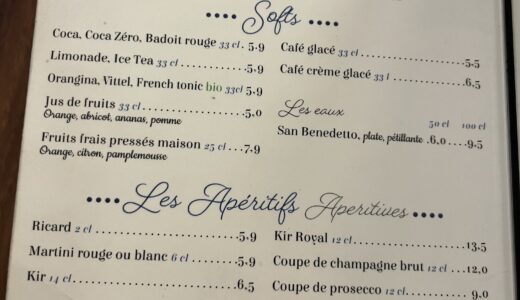 Softs
Coca, Coca Zéro, Badoit rouge 33 cl . 5,9
Limonade, Ice Tea 33 cl 5,9
Orangina, Vittel, French tonic bio 33cl 5,9
Jus de fruits 33 cl 5,0
Orange, abricot, ananas, pomme
Fruits frais pressés maison 25 cl 7,9
Orange, citron, pamplemousse
Café glacé 33 cl 5,5
Café crème glacé 33 l 6,5
Les eaux
50 cl 100 cl
San Benedetto, plate, pétillante . 6,0 .... 9,5
Les Apéritifs Aperitives
Ricard 2 cl 5,9
Martini rouge ou blanc 6 cl 5,9
Kir 14 cl 6,5
Kir Royal 12 cl 13,5
Coupe de champagne brut 12 cl 12,0
Coupe de prosecco 12 cl 9,0